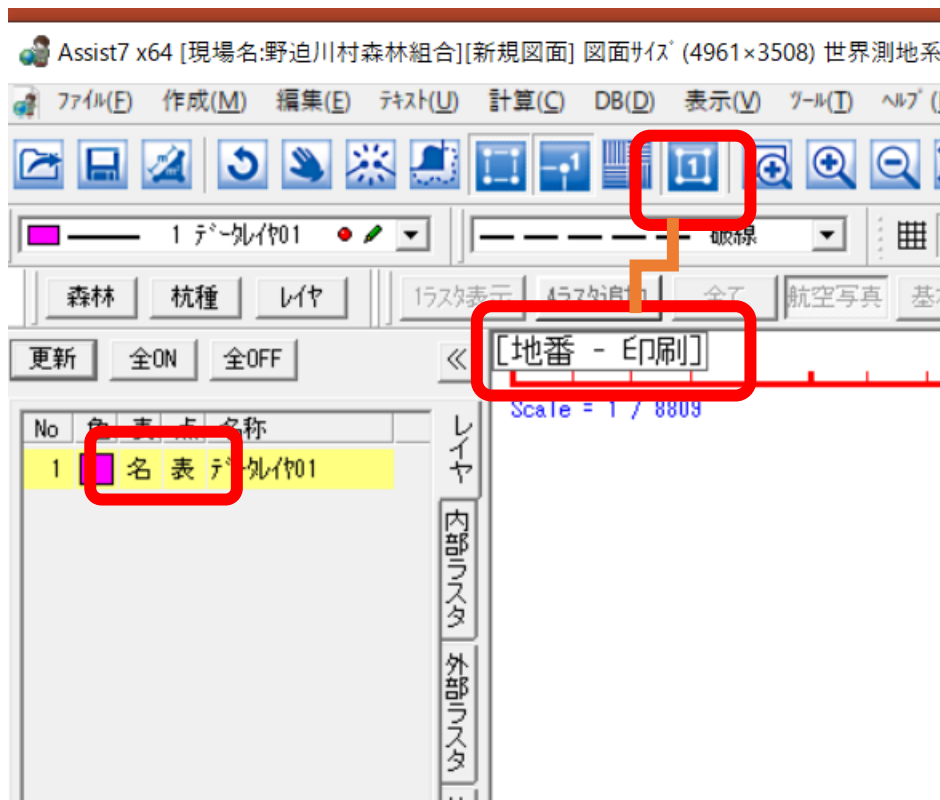 Assist7 x64 [現場名:野迫川村森林組合][新規図面] 図面ｻｲｽﾞ (4961×3508) 世界測地系
ﾌｧｲﾙ(F) 作成(M) 編集(E) ﾃｷｽﾄ(U) 計算(C) DB(D) 表示(V) ﾂｰﾙ(T) ﾍﾙﾌﾟ(
1 1
1 ﾃﾞｰﾀﾚｲﾔ01 破線
森林 杭種 ﾚｲﾔ 1ﾗｽﾀ表示 4ﾗｽﾀ追加 全て 航空写真 基
更新 全ON 全OFF ≪ [地番 - 印刷]
Scale = 1 / 8809
No 色 表 点 名称
1 名 表 ﾃﾞｰﾀﾚｲﾔ01
レイヤ
内部ラスタ
外部ラスタ